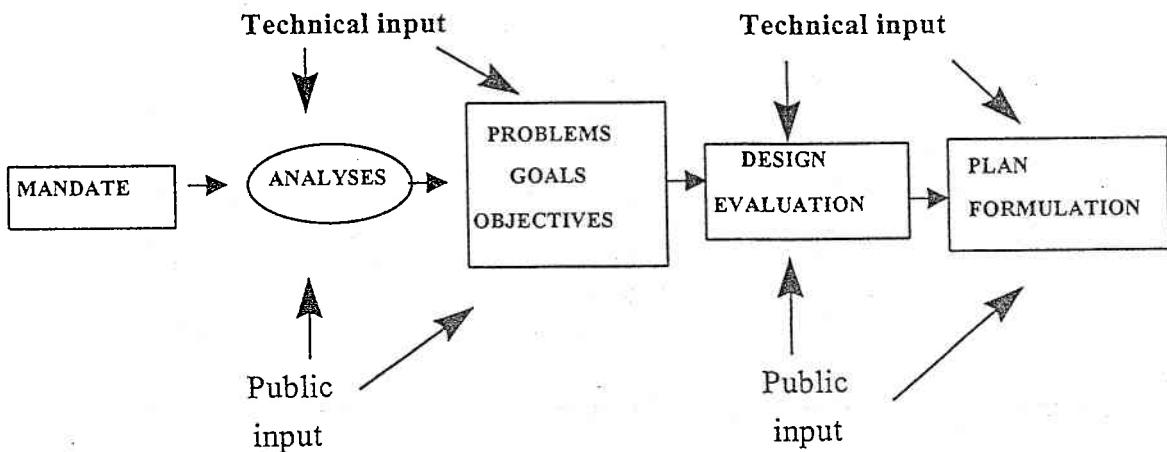 Technical input
Technical input
MANDATE
ANALYSES
PROBLEMS
GOALS
OBJECTIVES
DESIGN
EVALUATION
PLAN
FORMULATION
Public
input
Public
input